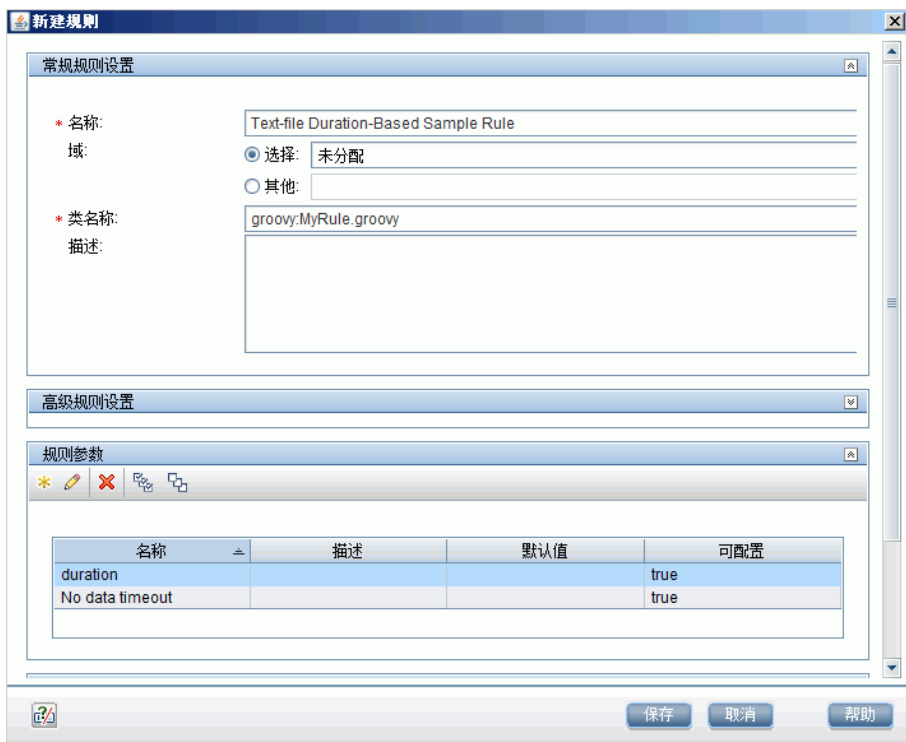 新建规则
常规规则设置
* 名称: Text-file Duration-Based Sample Rule
域: 选择: 未分配
其他:
* 类名称: groovy:MyRule.groovy
描述:
高级规则设置
规则参数
名称 描述 默认值 可配置
duration true
No data timeout true
保存 取消 帮助